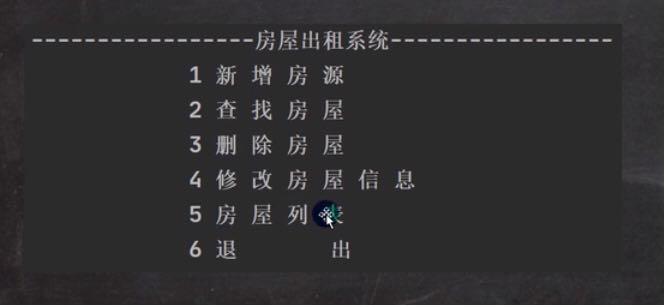 -----------------房屋出租系统-----------------
1 新 增 房 源
2 查 找 房 屋
3 删 除 房 屋
4 修 改 房 屋 信 息
5 房 屋 列 表
6 退 出